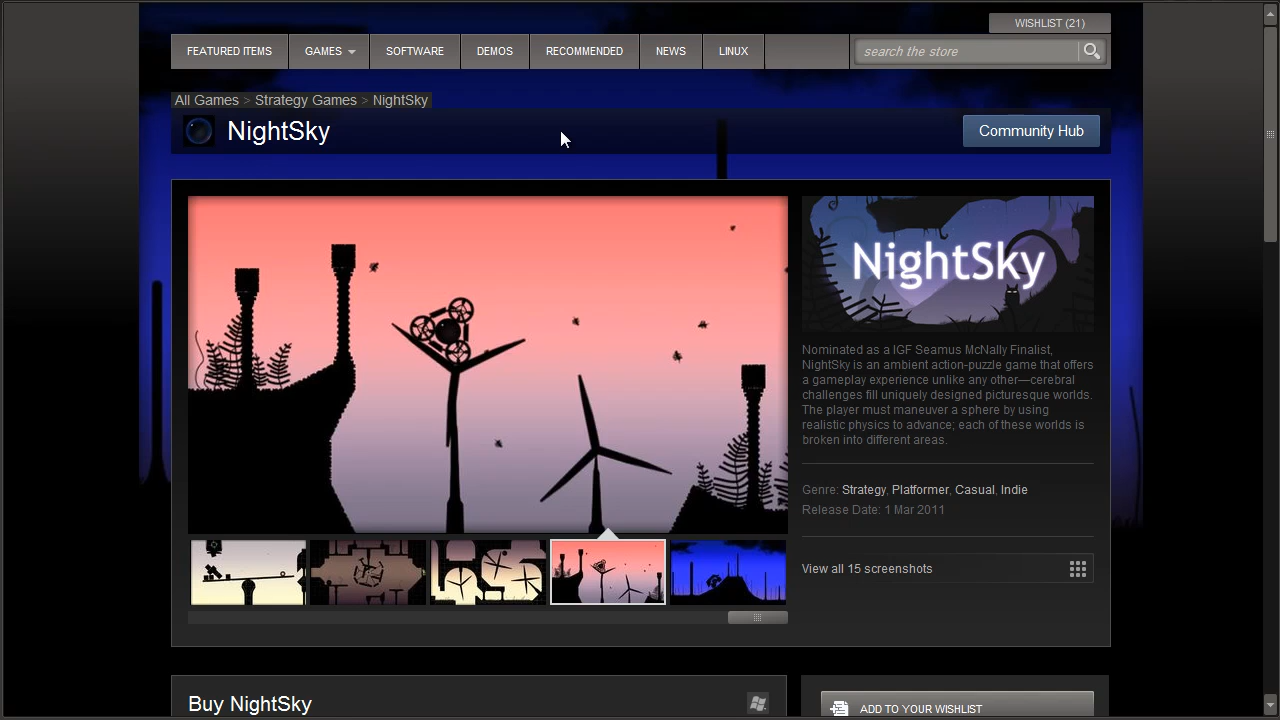 WISHLIST (21)
FEATURED ITEMS GAMES SOFTWARE DEMOS RECOMMENDED NEWS LINUX search the store
All Games > Strategy Games > NightSky
NightSky
Community Hub
NightSky
Nominated as a IGF Seamus McNally Finalist,
NightSky is an ambient action-puzzle game that offers
a gameplay experience unlike any other—cerebral
challenges fill uniquely designed picturesque worlds.
The player must maneuver a sphere by using
realistic physics to advance; each of these worlds is
broken into different areas.
Genre: Strategy, Platformer, Casual, Indie
Release Date: 1 Mar 2011
View all 15 screenshots
Buy NightSky
ADD TO YOUR WISHLIST